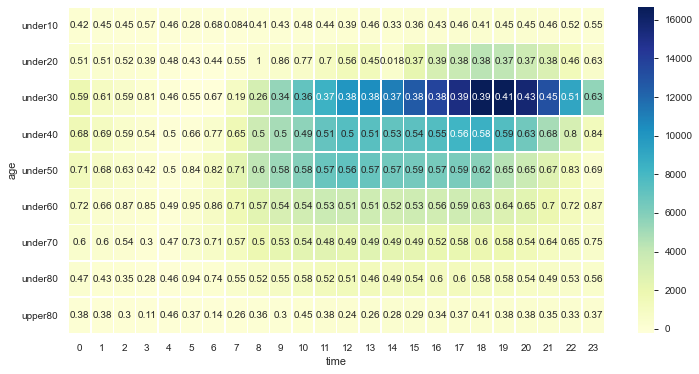 under10 0.42 0.45 0.45 0.57 0.46 0.28 0.68 0.084 0.41 0.43 0.48 0.44 0.39 0.46 0.33 0.36 0.43 0.46 0.41 0.45 0.45 0.46 0.52 0.55
under20 0.51 0.51 0.52 0.39 0.48 0.43 0.44 0.55 1 0.86 0.77 0.7 0.56 0.45 0.018 0.37 0.39 0.38 0.38 0.37 0.37 0.38 0.46 0.63
under30 0.59 0.61 0.59 0.81 0.46 0.55 0.67 0.19 0.26 0.34 0.36 0.37 0.38 0.38 0.37 0.38 0.38 0.39 0.39 0.41 0.43 0.45 0.51 0.63
under40 0.68 0.69 0.59 0.54 0.5 0.66 0.77 0.65 0.5 0.5 0.49 0.51 0.5 0.51 0.53 0.54 0.55 0.56 0.58 0.59 0.63 0.68 0.8 0.84
under50 0.71 0.68 0.63 0.42 0.5 0.84 0.82 0.71 0.6 0.58 0.58 0.57 0.56 0.57 0.57 0.59 0.57 0.59 0.62 0.65 0.65 0.67 0.83 0.69
under60 0.72 0.66 0.87 0.85 0.49 0.95 0.86 0.71 0.57 0.54 0.54 0.53 0.51 0.51 0.52 0.54 0.56 0.59 0.63 0.64 0.65 0.7 0.72 0.87
under70 0.6 0.6 0.54 0.3 0.47 0.73 0.71 0.57 0.5 0.53 0.54 0.48 0.49 0.49 0.49 0.49 0.52 0.58 0.6 0.58 0.54 0.64 0.65 0.75
under80 0.47 0.43 0.35 0.28 0.46 0.94 0.74 0.55 0.52 0.55 0.58 0.52 0.51 0.46 0.49 0.54 0.6 0.6 0.58 0.58 0.54 0.49 0.53 0.56
upper80 0.38 0.38 0.3 0.11 0.46 0.37 0.14 0.26 0.36 0.3 0.45 0.38 0.24 0.26 0.28 0.29 0.34 0.37 0.41 0.38 0.38 0.35 0.33 0.37
0 1 2 3 4 5 6 7 8 9 10 11 12 13 14 15 16 17 18 19 20 21 22 23
time
age
16000
14000
12000
10000
8000
6000
4000
2000
0